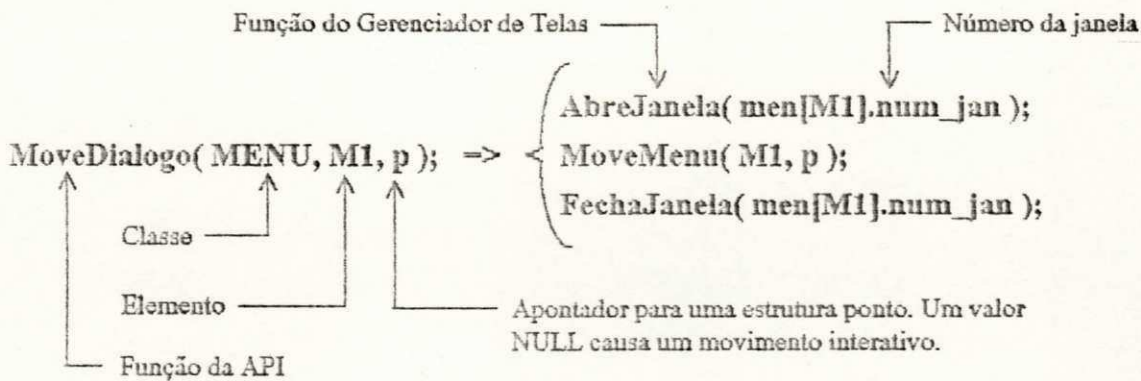 Função do Gerenciador de Telas
Número da janela
AbreJanela( men[M1].num_jan );
MoveDialogo( MENU, M1, p ); => { MoveMenu( M1, p );
FechaJanela( men[M1].num_jan );
Classe
Elemento
Apontador para uma estrutura ponto. Um valor
NULL causa um movimento interativo.
Função da API